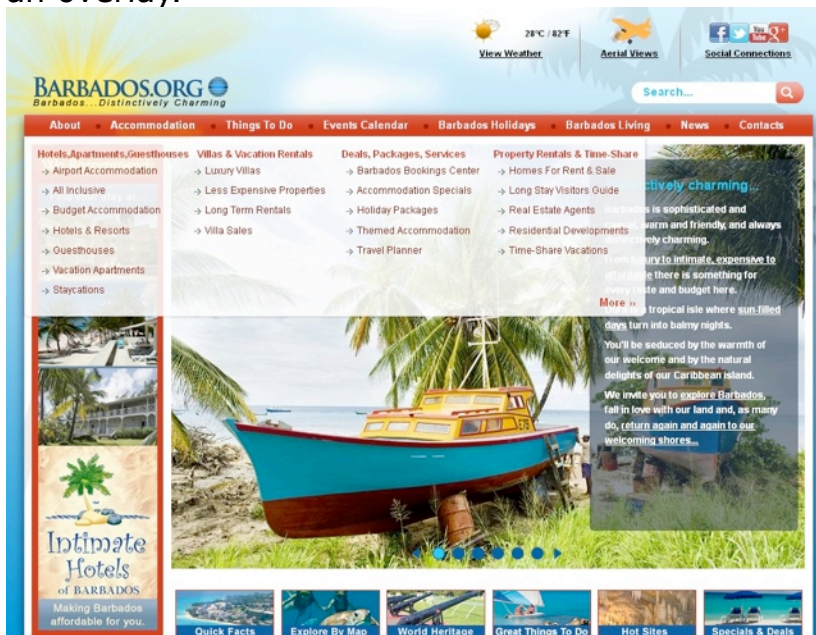 an overlay.
28°C / 82°F
View Weather
Aerial Views
You Tube
Social Connections
BARBADOS.ORG
Barbados...Distinctively Charming
Search...
About Accommodation Things To Do Events Calendar Barbados Holidays Barbados Living News Contacts
Hotels,Apartments,Guesthouses
Airport Accommodation
All Inclusive
Budget Accommodation
Hotels & Resorts
Guesthouses
Vacation Apartments
Staycations
Villas & Vacation Rentals
Luxury Villas
Less Expensive Properties
Long Term Rentals
Villa Sales
Deals, Packages, Services
Barbados Bookings Center
Accommodation Specials
Holiday Packages
Themed Accommodation
Travel Planner
Property Rentals & Time-Share
Homes For Rent & Sale
Long Stay Visitors Guide
Real Estate Agents
Residential Developments
Time-Share Vacations
More »
charming...
is sophisticated and
warm and friendly, and always
charming.
luxury to intimate, expensive to
there is something for
and budget here.
tropical isle where sun-filled
days turn into balmy nights.
You'll be seduced by the warmth of
our welcome and by the natural
delights of our Caribbean island.
We invite you to explore Barbados,
fall in love with our land and, as many
do, return again and again to our
welcoming shores...
E79
Intimate
Hotels
of BARBADOS
Making Barbados
affordable for you.
Quick Facts
Explore By Map
World Heritage
Great Things To Do
Hot Sites
Specials & Deals